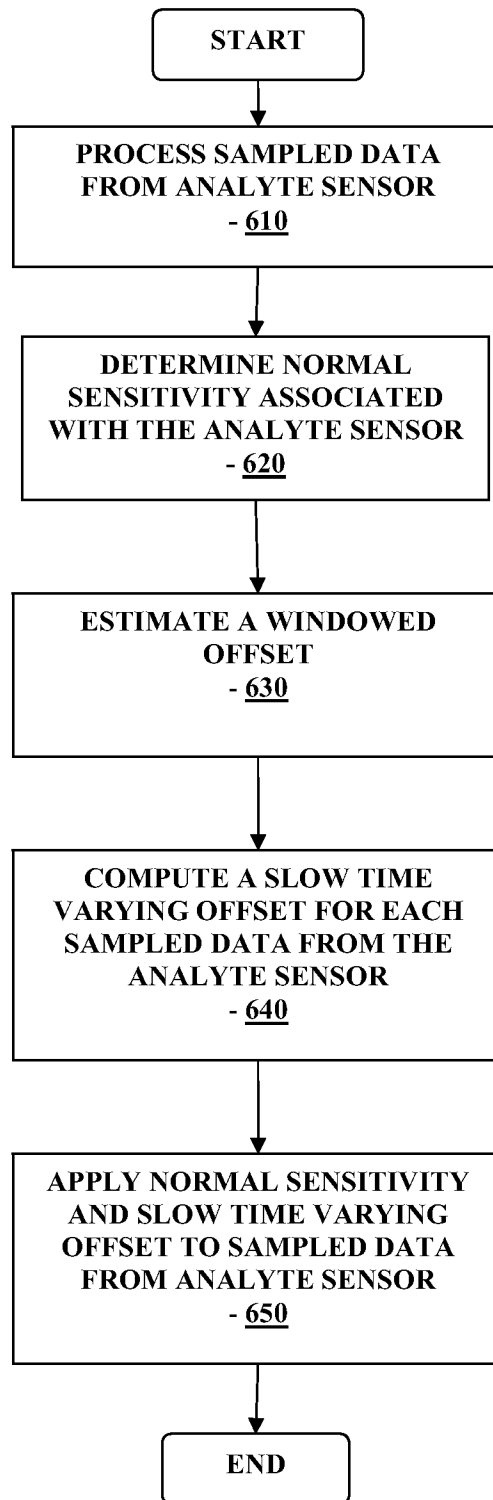 START
PROCESS SAMPLED DATA
FROM ANALYTE SENSOR
- 610
DETERMINE NORMAL
SENSITIVITY ASSOCIATED
WITH THE ANALYTE SENSOR
- 620
ESTIMATE A WINDOWED
OFFSET
- 630
COMPUTE A SLOW TIME
VARYING OFFSET FOR EACH
SAMPLED DATA FROM THE
ANALYTE SENSOR
- 640
APPLY NORMAL SENSITIVITY
AND SLOW TIME VARYING
OFFSET TO SAMPLED DATA
FROM ANALYTE SENSOR
- 650
END